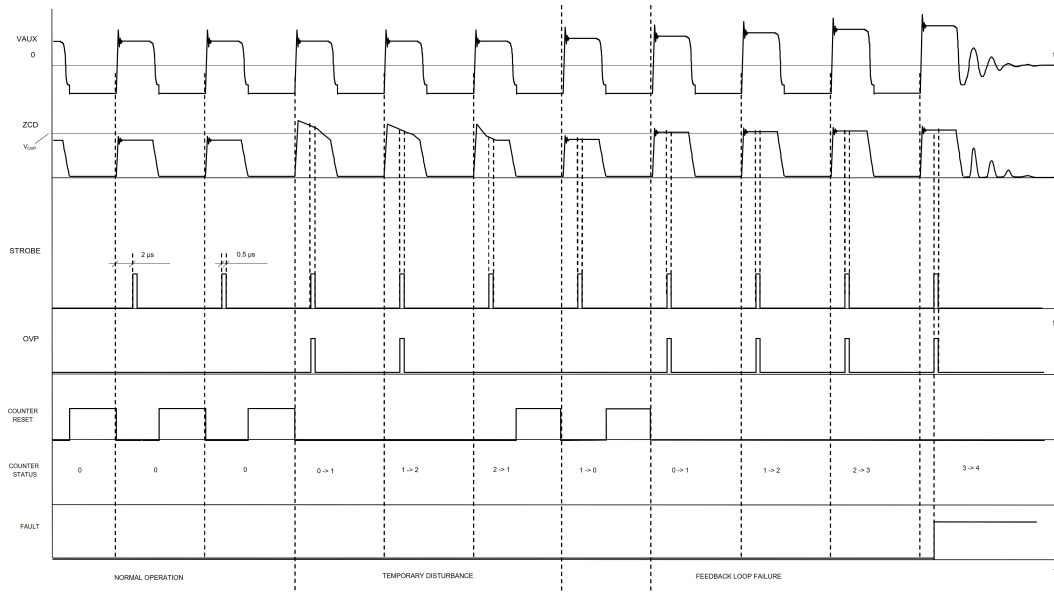 VAUX
0
t
ZCD
VOVP
STROBE
2 µs
0.5 µs
t
OVP
COUNTER
RESET
COUNTER
STATUS
0
0
0
0 -> 1
1 -> 2
2 -> 1
1 -> 0
0 -> 1
1 -> 2
2 -> 3
3 -> 4
FAULT
NORMAL OPERATION
TEMPORARY DISTURBANCE
FEEDBACK LOOP FAILURE